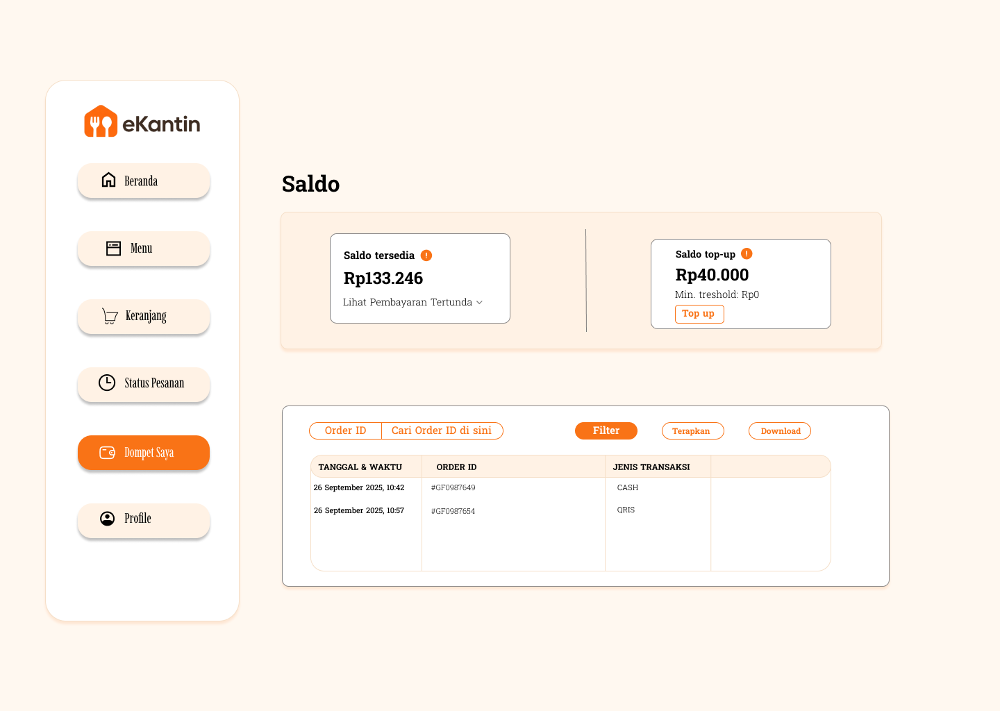 eKantin
Beranda
Menu
Keranjang
Status Pesanan
Dompet Saya
Profile
Saldo
Saldo tersedia !
Rp133.246
Lihat Pembayaran Tertunda
Saldo top-up !
Rp40.000
Min. treshold: Rp0
Top up
Order ID Cari Order ID di sini Filter Terapkan Download
TANGGAL & WAKTU ORDER ID JENIS TRANSAKSI
26 September 2025, 10:42 #GF0987649 CASH
26 September 2025, 10:57 #GF0987654 QRIS